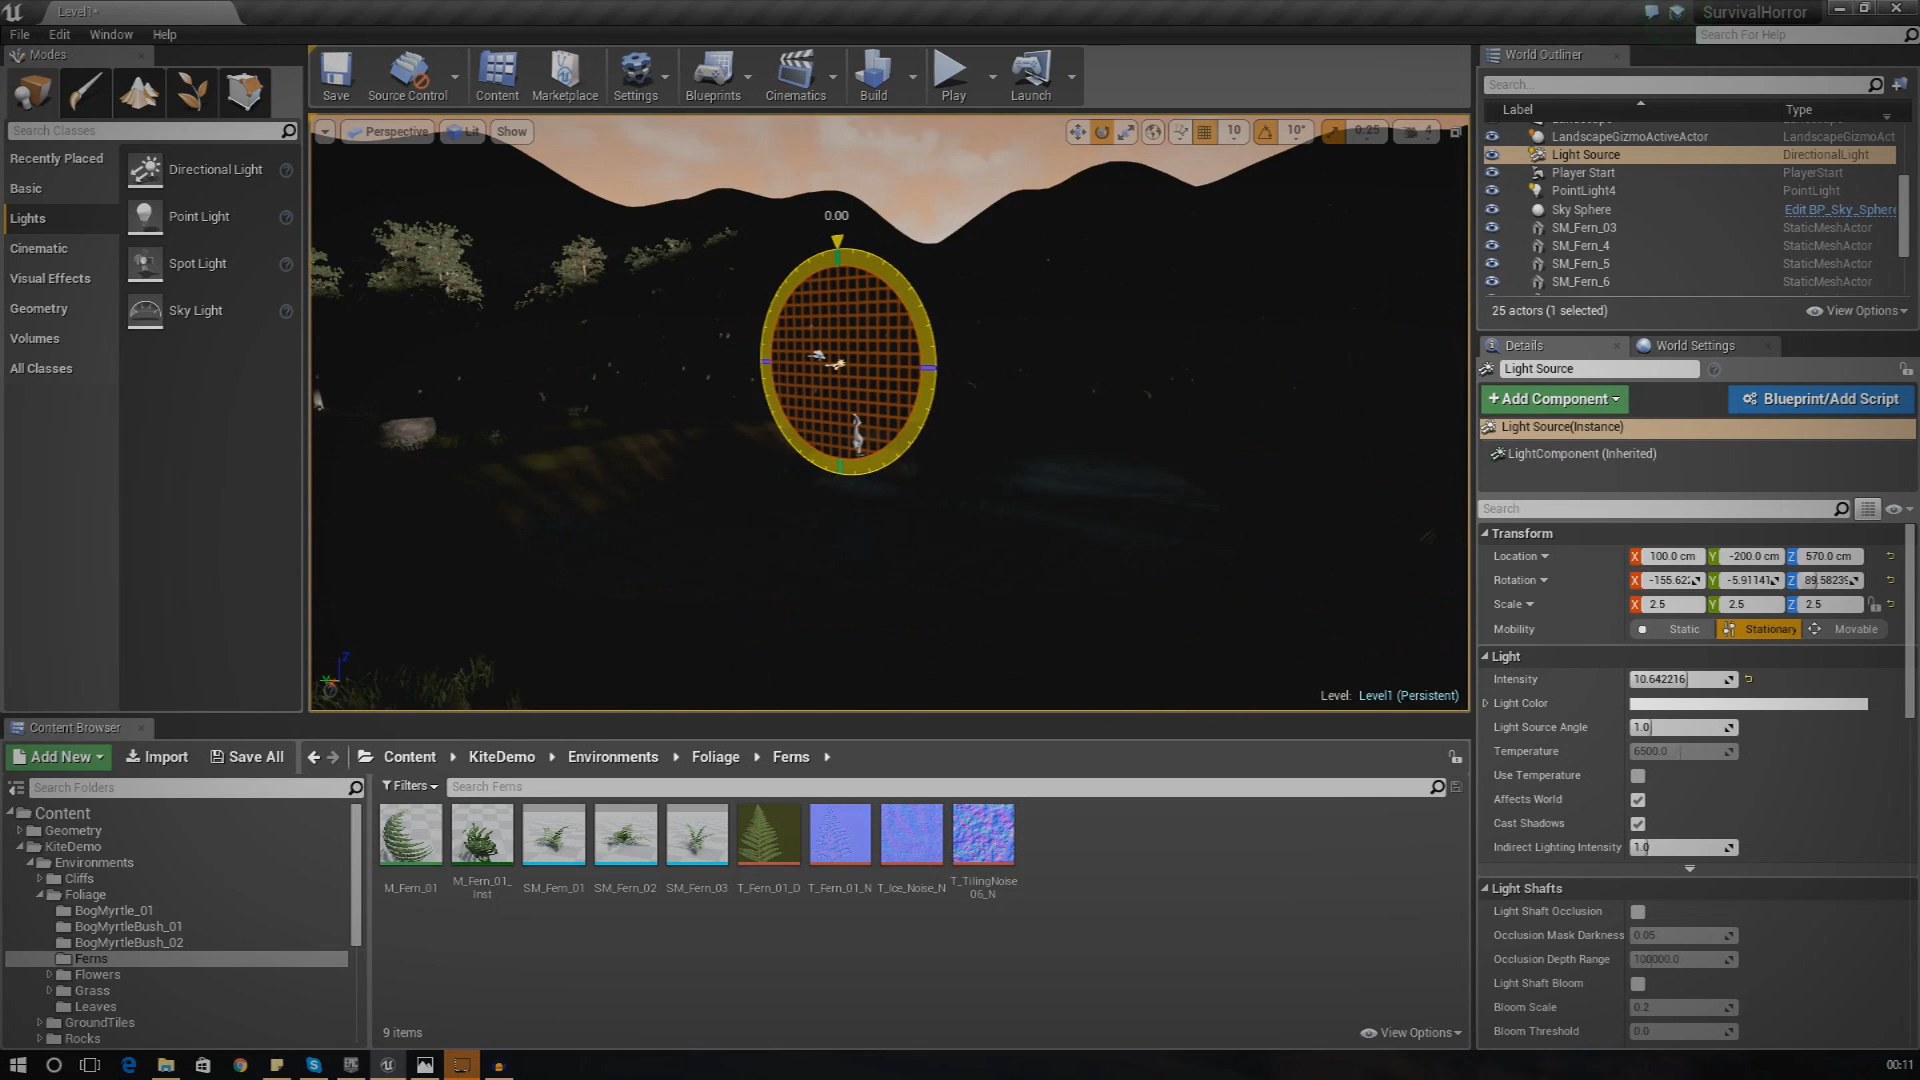 Level1*
SurvivalHorror
File Edit Window Help
Search For Help
Modes
Save
Source Control
Content
Marketplace
Settings
Blueprints
Cinematics
Build
Play
Launch
World Outliner
Search...
Label Type
Search Classes
Recently Placed
Basic
Lights
Cinematic
Visual Effects
Geometry
Volumes
All Classes
Directional Light
Point Light
Spot Light
Sky Light
Perspective
Lit
Show
10
10°
0.25
4
0.00
Level: Level1 (Persistent)
LandscapeGizmoActiveActor LandscapeGizmoAct
Light Source DirectionalLight
Player Start PlayerStart
PointLight4 PointLight
Sky Sphere Edit BP_Sky_Sphere
SM_Fern_03 StaticMeshActor
SM_Fern_4 StaticMeshActor
SM_Fern_5 StaticMeshActor
SM_Fern_6 StaticMeshActor
25 actors (1 selected) View Options
Details
World Settings
Light Source
+Add Component
Blueprint/Add Script
Light Source(Instance)
LightComponent (Inherited)
Search
Transform
Location X 100.0 cm Y -200.0 cm Z 570.0 cm
Rotation X -155.62 Y -5.91141 Z 89.58239
Scale X 2.5 Y 2.5 Z 2.5
Mobility Static Stationary Movable
Light
Intensity 10.642216
Light Color
Light Source Angle 1.0
Temperature 6500.0
Use Temperature
Affects World
Cast Shadows
Indirect Lighting Intensity 1.0
Light Shafts
Light Shaft Occlusion
Occlusion Mask Darkness 0.05
Occlusion Depth Range 100000.0
Light Shaft Bloom
Bloom Scale 0.2
Bloom Threshold 0.0
Content Browser
Add New Import Save All
Content KiteDemo Environments Foliage Ferns
Search Folders
Filters
Search Ferns
Content
Geometry
KiteDemo
Environments
Cliffs
Foliage
BogMyrtle_01
BogMyrtleBush_01
BogMyrtleBush_02
Ferns
Flowers
Grass
Leaves
GroundTiles
Rocks
M_Fern_01
M_Fern_01_
Inst
SM_Fern_01
SM_Fern_02
SM_Fern_03
T_Fern_01_D
T_Fern_01_N
T_Ice_Noise_N
T_TilingNoise
06_N
9 items
View Options
00:11